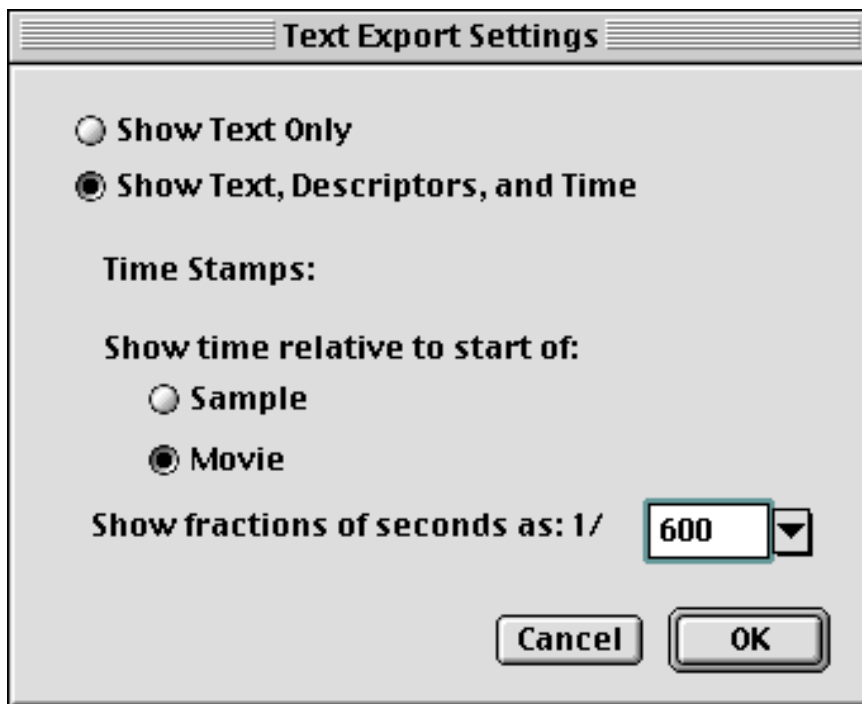 Text Export Settings
Show Text Only
Show Text, Descriptors, and Time
Time Stamps:
Show time relative to start of:
Sample
Movie
Show fractions of seconds as: 1/ 600
Cancel OK